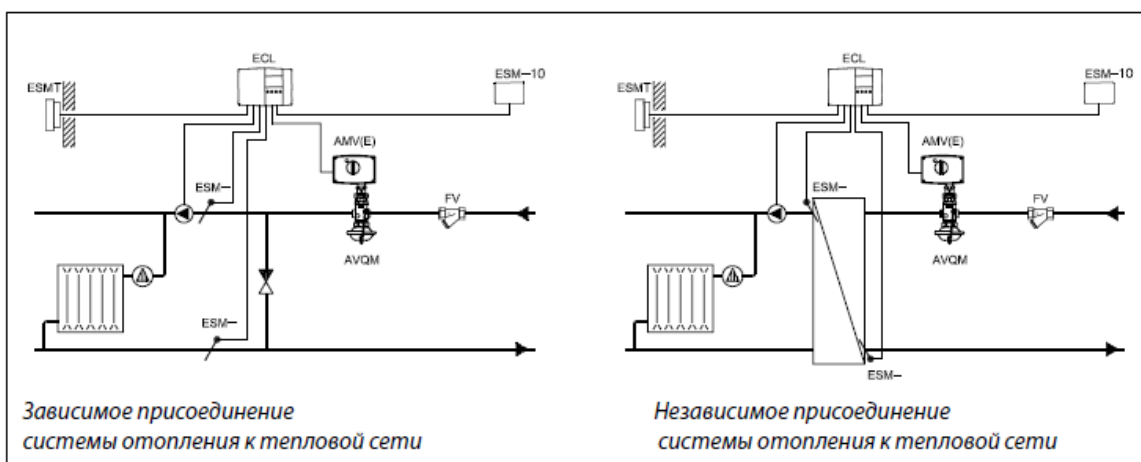 ECL
ESMT
ESM-10
AMV(E)
ESM-
FV
AVQM
ESM-
Зависимое присоединение
системы отопления к тепловой сети
ECL
ESMT
ESM-10
AMV(E)
ESM-
FV
AVQM
ESM-
Независимое присоединение
системы отопления к тепловой сети